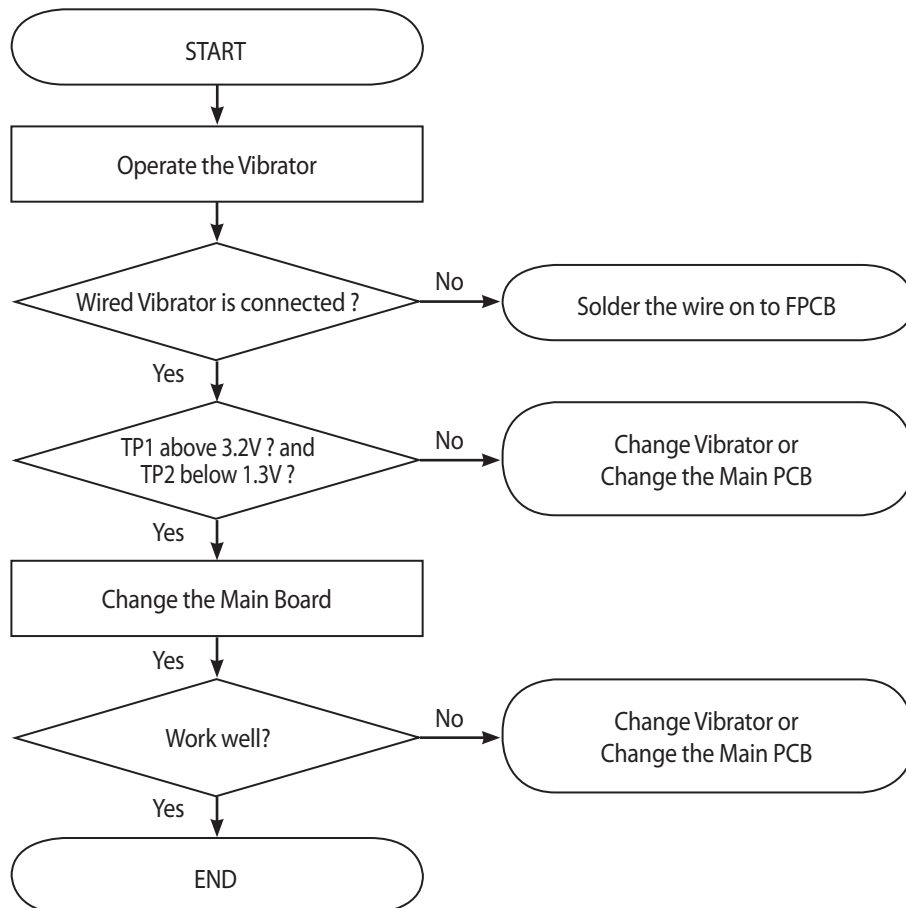 START
Operate the Vibrator
Wired Vibrator is connected ?
No
Solder the wire on to FPCB
Yes
TP1 above 3.2V ? and
TP2 below 1.3V ?
No
Change Vibrator or
Change the Main PCB
Yes
Change the Main Board
Yes
Work well?
No
Change Vibrator or
Change the Main PCB
Yes
END